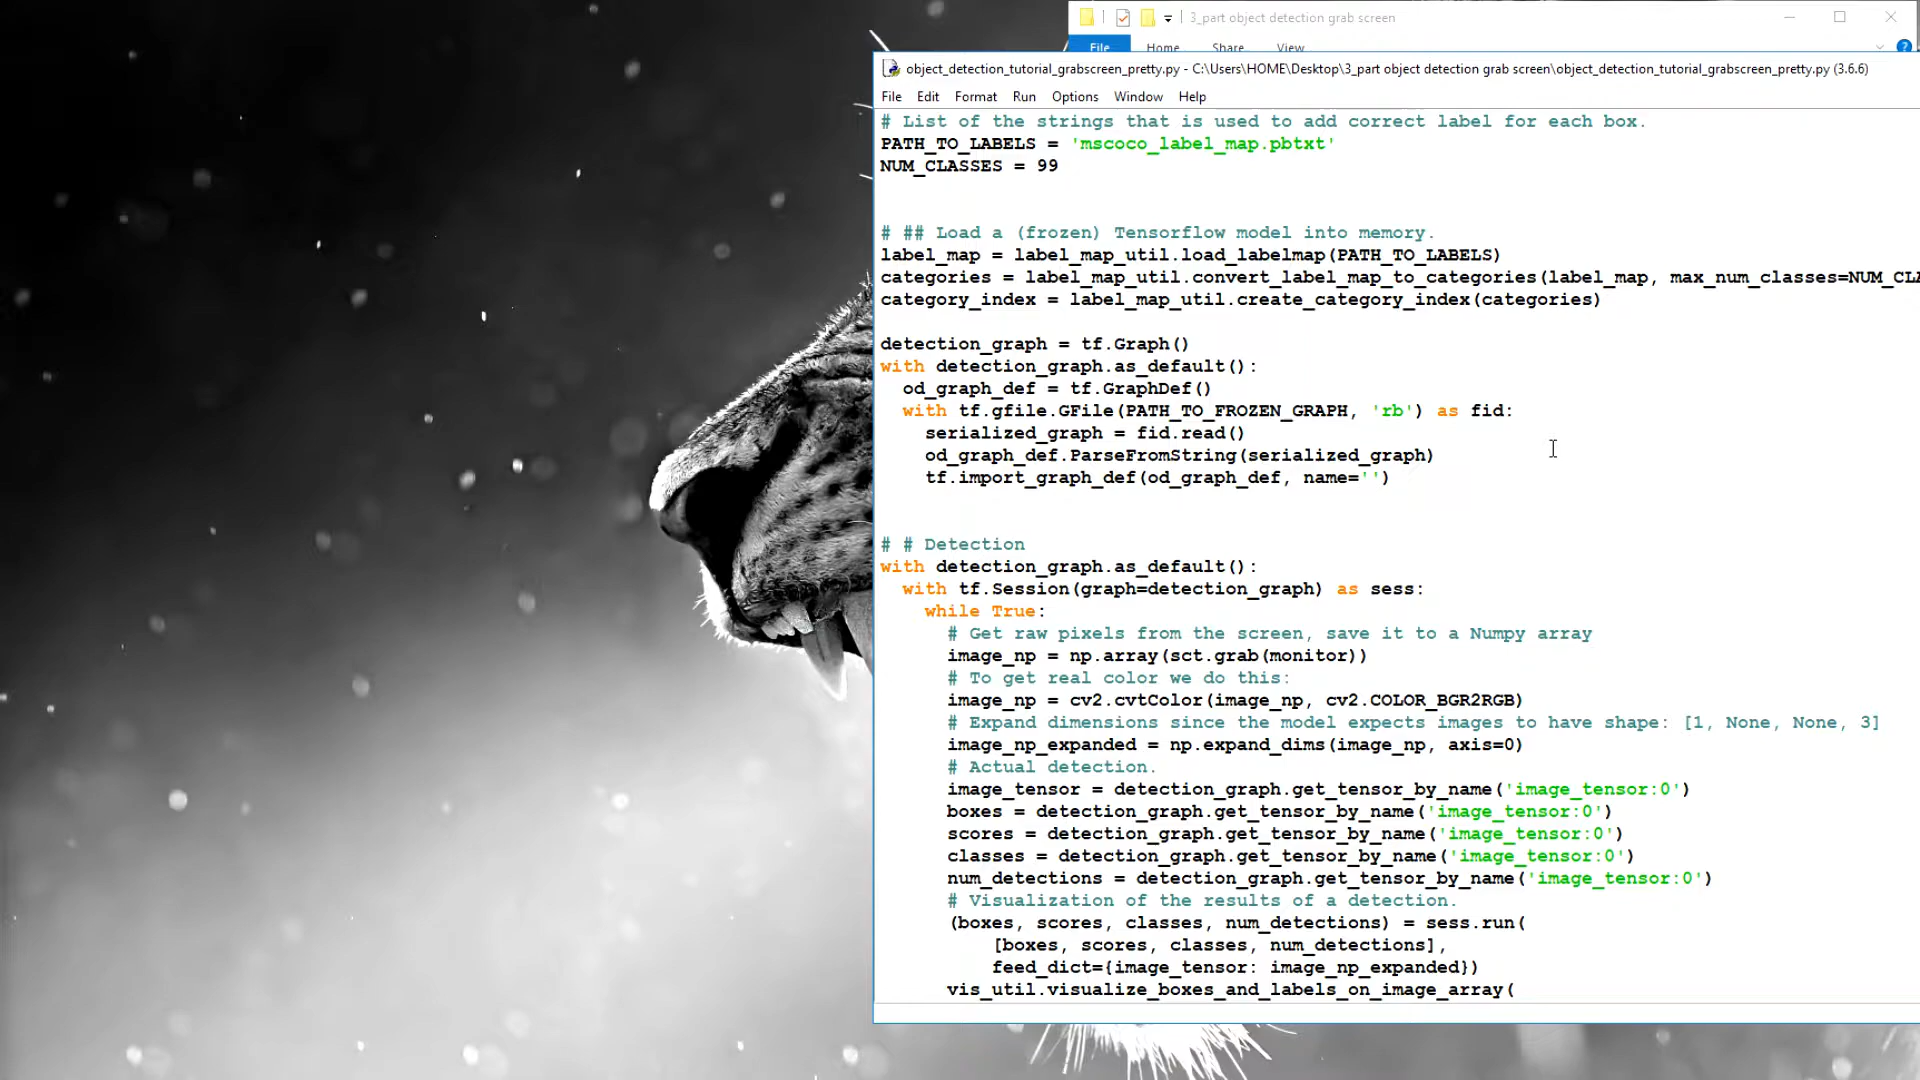 3_part object detection grab screen
File Home Share View
object_detection_tutorial_grabscreen_pretty.py - C:\Users\HOME\Desktop\3_part object detection grab screen\object_detection_tutorial_grabscreen_pretty.py (3.6.6)
File Edit Format Run Options Window Help
# List of the strings that is used to add correct label for each box.
PATH_TO_LABELS = 'mscoco_label_map.pbtxt'
NUM_CLASSES = 99
# ## Load a (frozen) Tensorflow model into memory.
label_map = label_map_util.load_labelmap(PATH_TO_LABELS)
categories = label_map_util.convert_label_map_to_categories(label_map, max_num_classes=NUM_CLA
category_index = label_map_util.create_category_index(categories)
detection_graph = tf.Graph()
with detection_graph.as_default():
  od_graph_def = tf.GraphDef()
  with tf.gfile.GFile(PATH_TO_FROZEN_GRAPH, 'rb') as fid:
    serialized_graph = fid.read()
    od_graph_def.ParseFromString(serialized_graph)
    tf.import_graph_def(od_graph_def, name='')
# # Detection
with detection_graph.as_default():
  with tf.Session(graph=detection_graph) as sess:
    while True:
      # Get raw pixels from the screen, save it to a Numpy array
      image_np = np.array(sct.grab(monitor))
      # To get real color we do this:
      image_np = cv2.cvtColor(image_np, cv2.COLOR_BGR2RGB)
      # Expand dimensions since the model expects images to have shape: [1, None, None, 3]
      image_np_expanded = np.expand_dims(image_np, axis=0)
      # Actual detection.
      image_tensor = detection_graph.get_tensor_by_name('image_tensor:0')
      boxes = detection_graph.get_tensor_by_name('image_tensor:0')
      scores = detection_graph.get_tensor_by_name('image_tensor:0')
      classes = detection_graph.get_tensor_by_name('image_tensor:0')
      num_detections = detection_graph.get_tensor_by_name('image_tensor:0')
      # Visualization of the results of a detection.
      (boxes, scores, classes, num_detections) = sess.run(
          [boxes, scores, classes, num_detections],
          feed_dict={image_tensor: image_np_expanded})
      vis_util.visualize_boxes_and_labels_on_image_array(